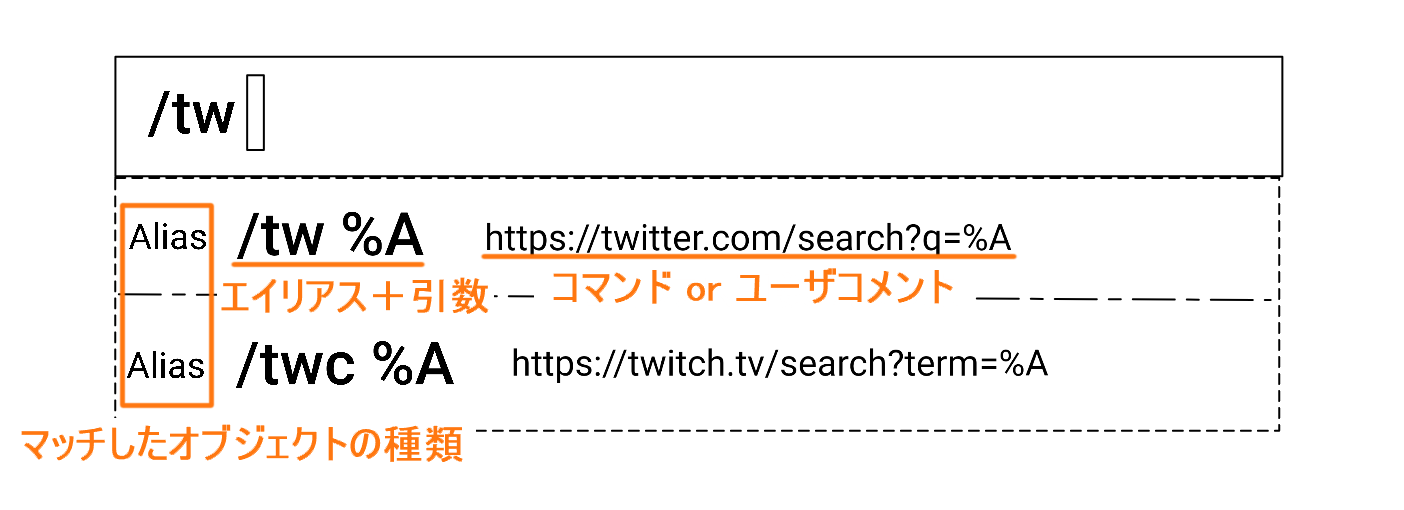 /tw
Alias /tw %A https://twitter.com/search?q=%A
エイリアス＋引数 コマンド or ユーザコメント
Alias /twc %A https://twitch.tv/search?term=%A
マッチしたオブジェクトの種類